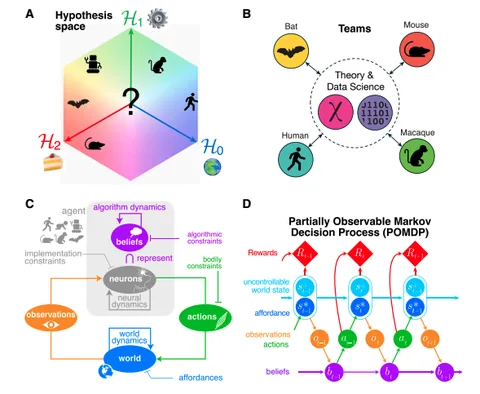 A
Hypothesis
space
H₁
?
H₂
H₀
B
Teams
Bat
Mouse
Theory &
Data Science
χ
Human
Macaque
C
algorithm dynamics
agent
beliefs
algorithmic
constraints
represent
bodily
constraints
implementation
constraints
neurons
neural
dynamics
observations
actions
world
dynamics
world
affordances
D
Partially Observable Markov
Decision Process (POMDP)
Rewards
uncontrollable
world state
affordance
observations
actions
beliefs